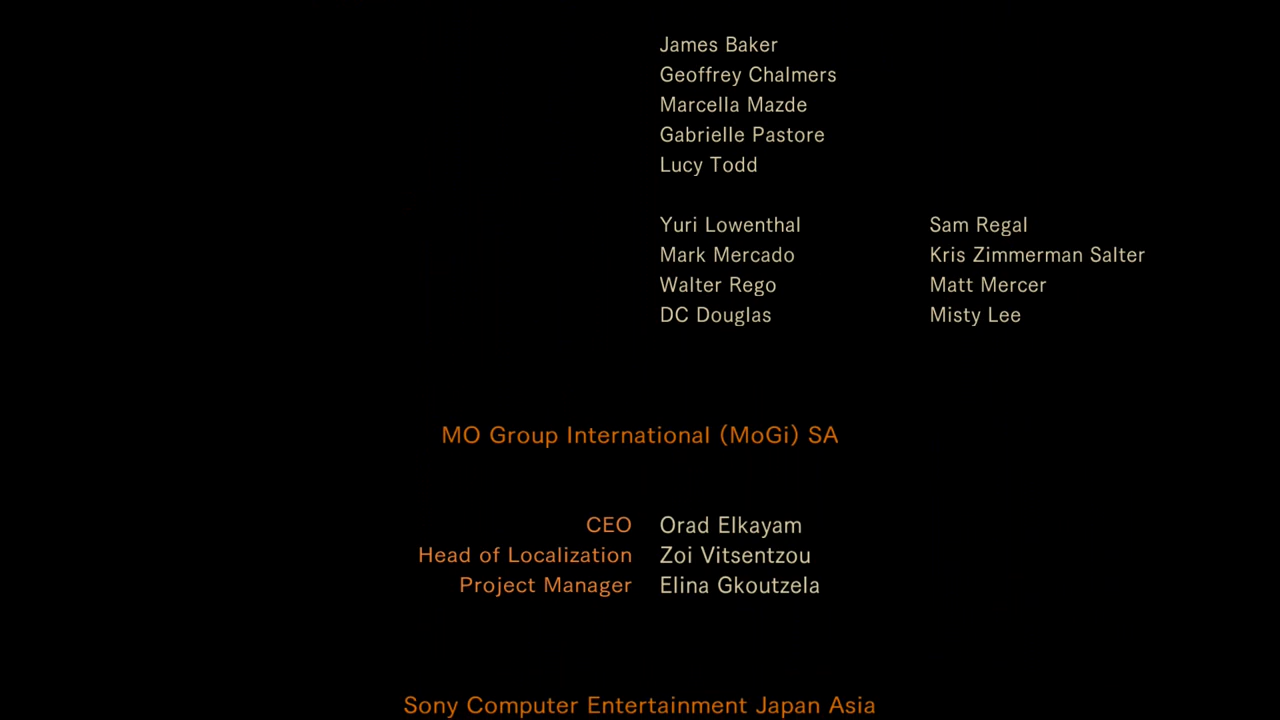 James Baker
Geoffrey Chalmers
Marcella Mazde
Gabrielle Pastore
Lucy Todd
Yuri Lowenthal Sam Regal
Mark Mercado Kris Zimmerman Salter
Walter Rego Matt Mercer
DC Douglas Misty Lee
MO Group International (MoGi) SA
CEO Orad Elkayam
Head of Localization Zoi Vitsentzou
Project Manager Elina Gkoutzela
Sony Computer Entertainment Japan Asia